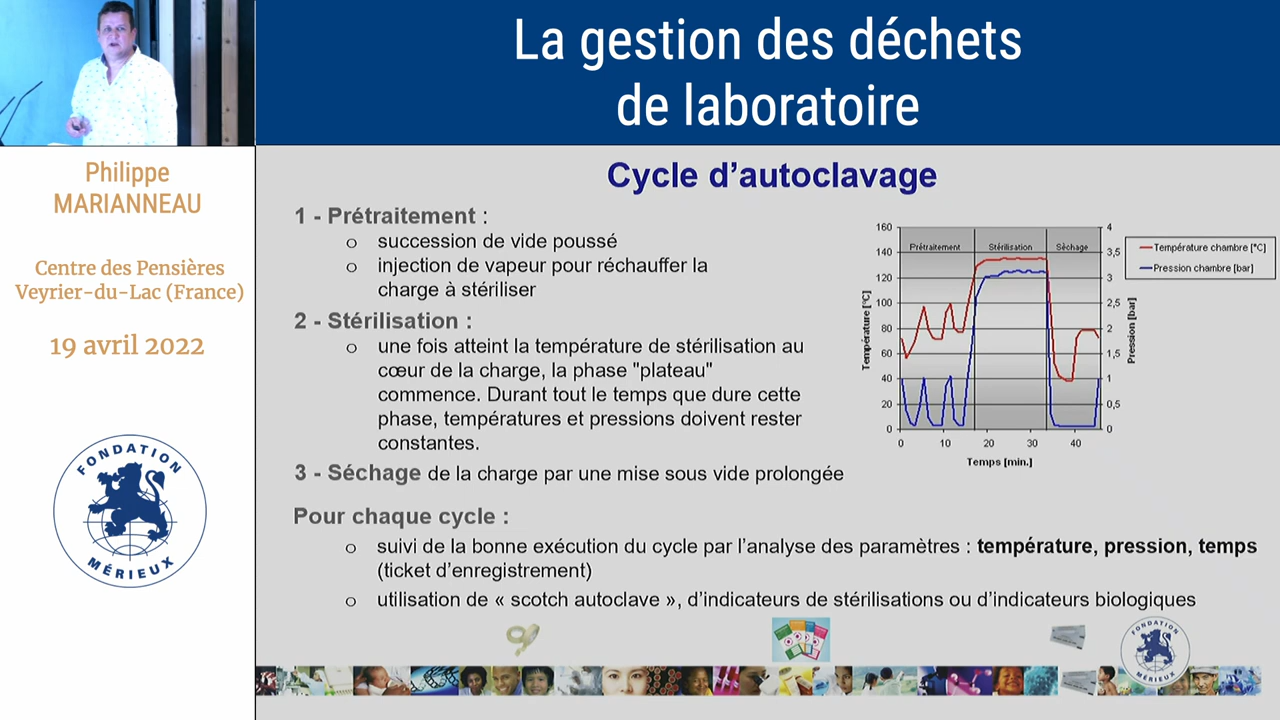 La gestion des déchets
de laboratoire
Philippe
MARIANNEAU
Centre des Pensières
Veyrier-du-Lac (France)
19 avril 2022
FONDATION
MÉRIEUX
Cycle d'autoclavage
1 - Prétraitement :
o succession de vide poussé
o injection de vapeur pour réchauffer la
charge à stériliser
2 - Stérilisation :
o une fois atteint la température de stérilisation au
cœur de la charge, la phase "plateau"
commence. Durant tout le temps que dure cette
phase, températures et pressions doivent rester
constantes.
3 - Séchage de la charge par une mise sous vide prolongée
Pour chaque cycle :
o suivi de la bonne exécution du cycle par l'analyse des paramètres : température, pression, temps
(ticket d'enregistrement)
o utilisation de « scotch autoclave », d'indicateurs de stérilisations ou d'indicateurs biologiques
Température [°C]
160
140
120
100
80
60
40
20
0
Prétraitement Stérilisation Séchage
4
3,5
3
2,5
2
1,5
1
0,5
0
Pression [bar]
0 10 20 30 40
Temps [min.]
Température chambre [°C]
Pression chambre [bar]
FONDATION
MÉRIEUX